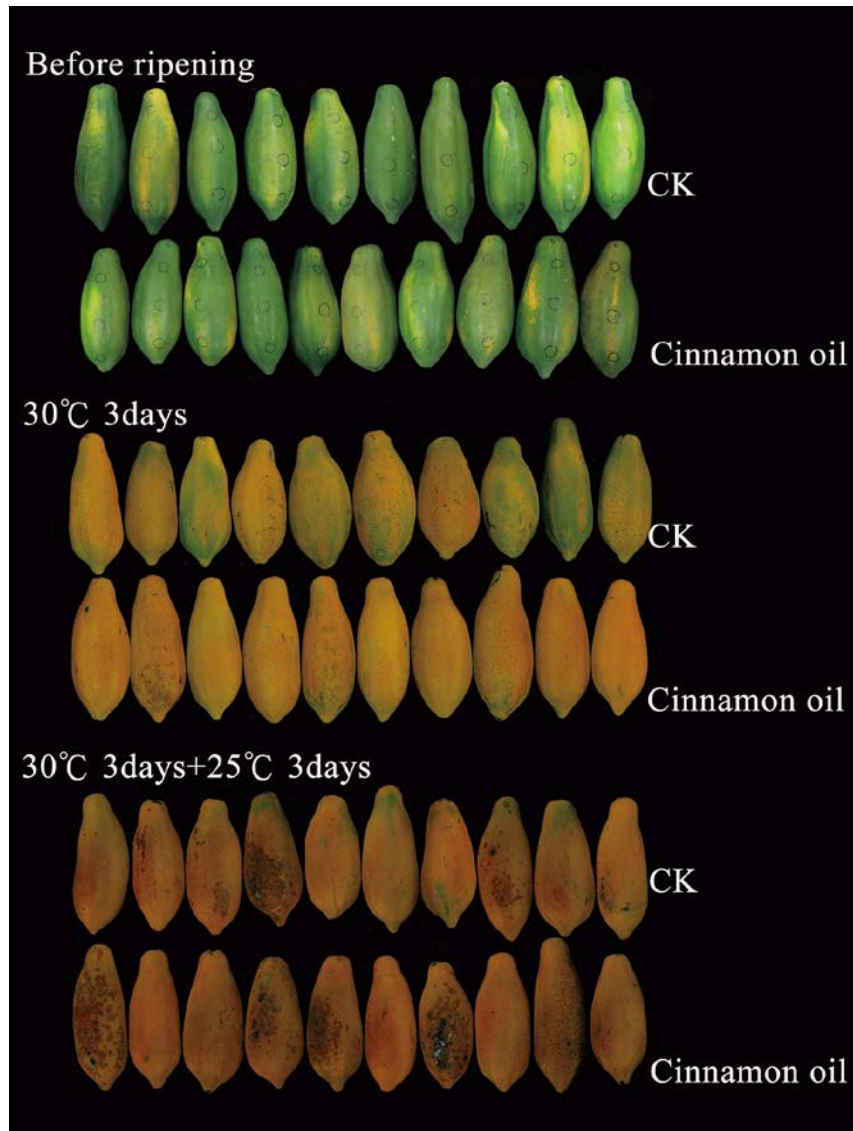 Before ripening
CK
Cinnamon oil
30℃ 3days
CK
Cinnamon oil
30℃ 3days+25℃ 3days
CK
Cinnamon oil